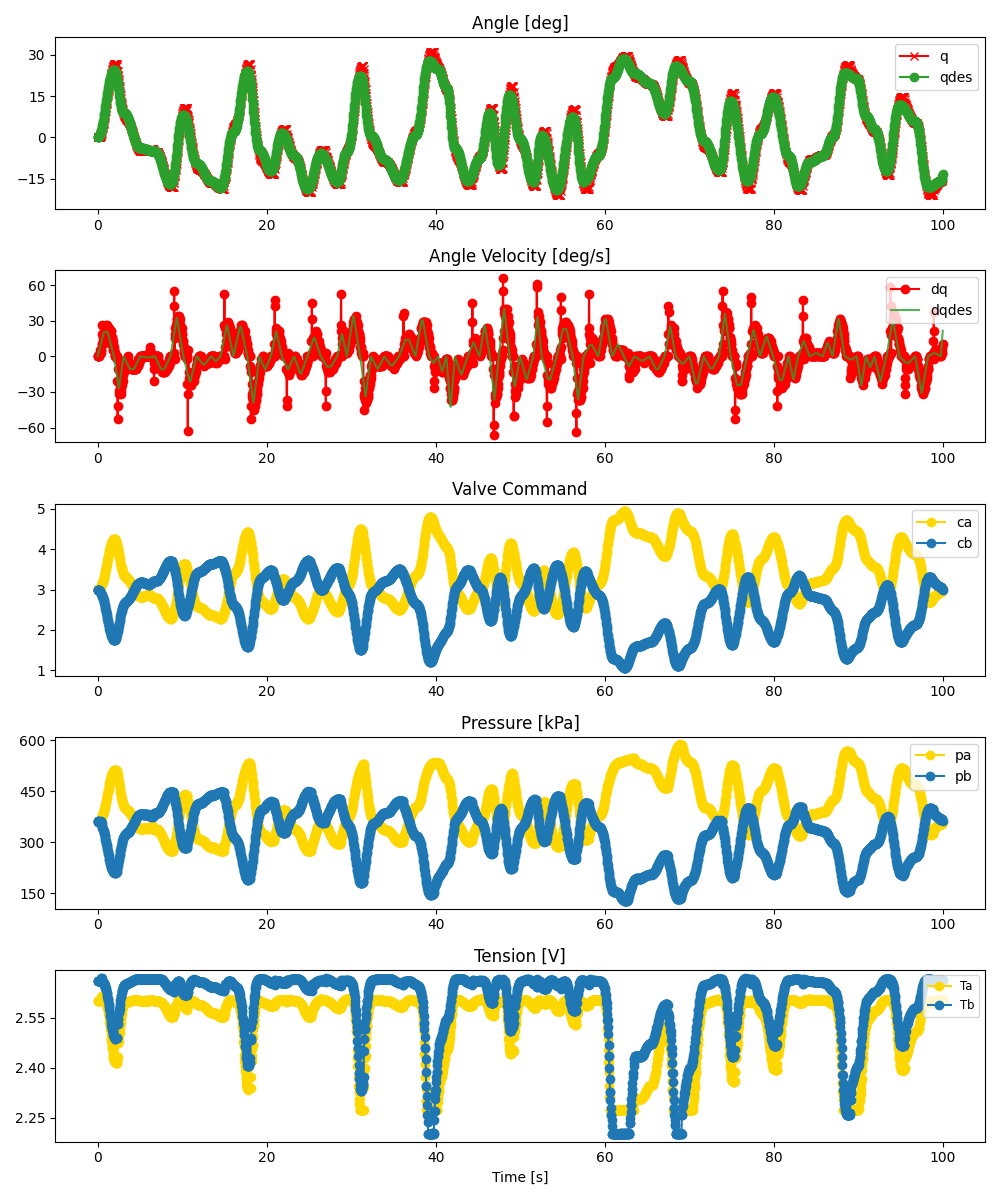 Angle [deg]
30
15
0
−15
q
qdes
0 20 40 60 80 100
Angle Velocity [deg/s]
60
30
0
−30
−60
dq
dqdes
0 20 40 60 80 100
Valve Command
5
4
3
2
1
ca
cb
0 20 40 60 80 100
Pressure [kPa]
600
450
300
150
pa
pb
0 20 40 60 80 100
Tension [V]
2.55
2.40
2.25
Ta
Tb
0 20 40 60 80 100
Time [s]